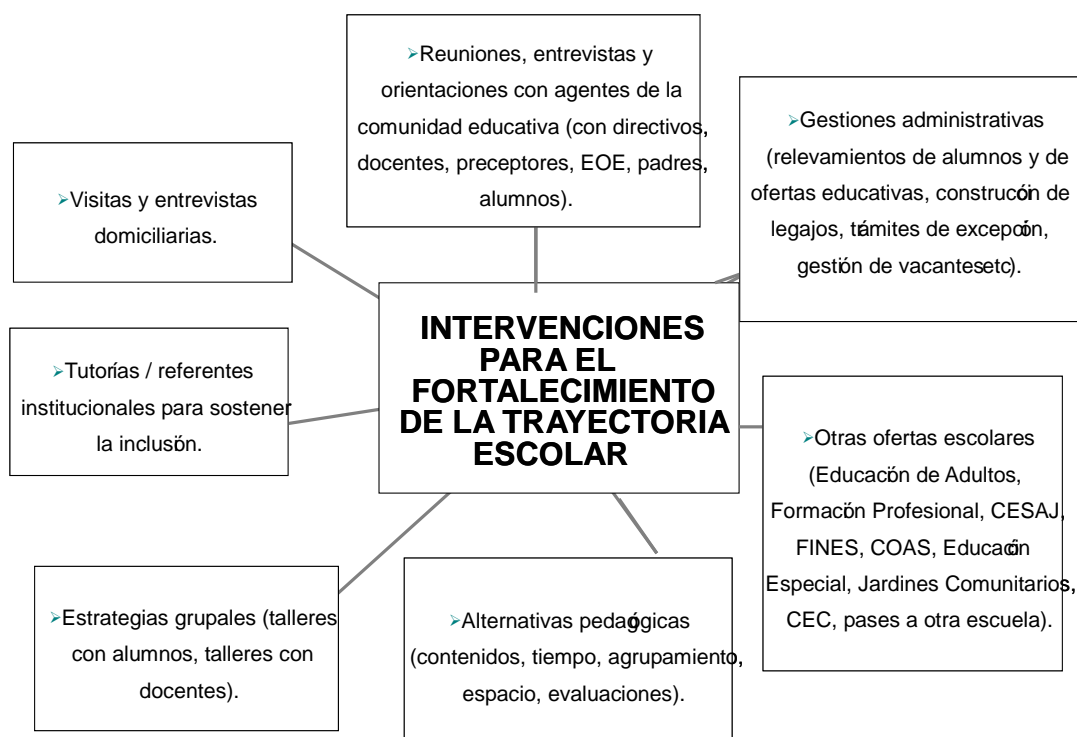 ➢Reuniones, entrevistas y
orientaciones con agentes de la
comunidad educativa (con directivos,
docentes, preceptores, EOE, padres,
alumnos).
➢Gestiones administrativas
(relevamientos de alumnos y de
ofertas educativas, construcción de
legajos, trámites de excepción,
gestión de vacantesetc).
➢Visitas y entrevistas
domiciliarias.
INTERVENCIONES
PARA EL
FORTALECIMIENTO
DE LA TRAYECTORIA
ESCOLAR
➢Tutorías / referentes
institucionales para sostener
la inclusión.
➢Otras ofertas escolares
(Educación de Adultos,
Formación Profesional, CESAJ,
FINES, COAS, Educación
Especial, Jardines Comunitarios,
CEC, pases a otra escuela).
➢Estrategias grupales (talleres
con alumnos, talleres con
docentes).
➢Alternativas pedagógicas
(contenidos, tiempo, agrupamiento,
espacio, evaluaciones).